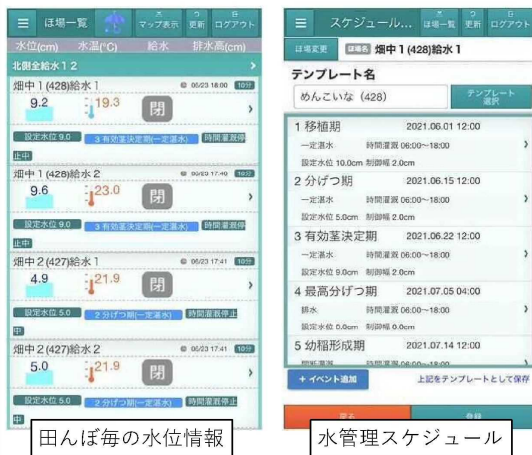 ほ場一覧
マップ表示 更新 ログアウト
水位(cm) 水温(°C) 給水 排水高(cm)
北側全給水12
畑中1(428)給水1 06/23 18:00 10分
9.2 19.3 閉
設定水位 9.0 3 有効茎決定期(一定湛水) 時間灌漑停止中
畑中1(428)給水2 06/23 17:40 10分
9.6 23.0 閉
設定水位 9.0 3 有効茎決定期(一定湛水) 時間灌漑停止中
畑中2(427)給水1 06/23 17:41 10分
4.9 21.9 閉
設定水位 5.0 2 分げつ期(一定湛水) 時間灌漑停止中
畑中2(427)給水2 06/23 17:41 10分
5.0 21.9 閉
設定水位 5.0 2 分げつ期(一定湛水) 時間灌漑停止中
田んぼ毎の水位情報
スケジュール... ほ場一覧 更新 ログアウト
ほ場変更 ほ場名 畑中1(428)給水1
テンプレート名
めんこいな(428) テンプレート選択
1 移植期 2021.06.01 12:00
一定湛水 時間灌漑 06:00～18:00
設定水位 10.0cm 制御幅 2.0cm
2 分げつ期 2021.06.15 12:00
一定湛水 時間灌漑 06:00～18:00
設定水位 5.0cm 制御幅 2.0cm
3 有効茎決定期 2021.06.22 12:00
一定湛水 時間灌漑 06:00～18:00
設定水位 9.0cm 制御幅 2.0cm
4 最高分げつ期 2021.07.05 04:00
排水 時間灌漑 06:00～18:00
設定水位 0.0cm 制御幅 0.0cm
5 幼穂形成期 2021.07.14 12:00
間断灌漑 時間灌漑 06:00～18:00
+ イベント追加 上記をテンプレートとして保存
戻る 登録
水管理スケジュール